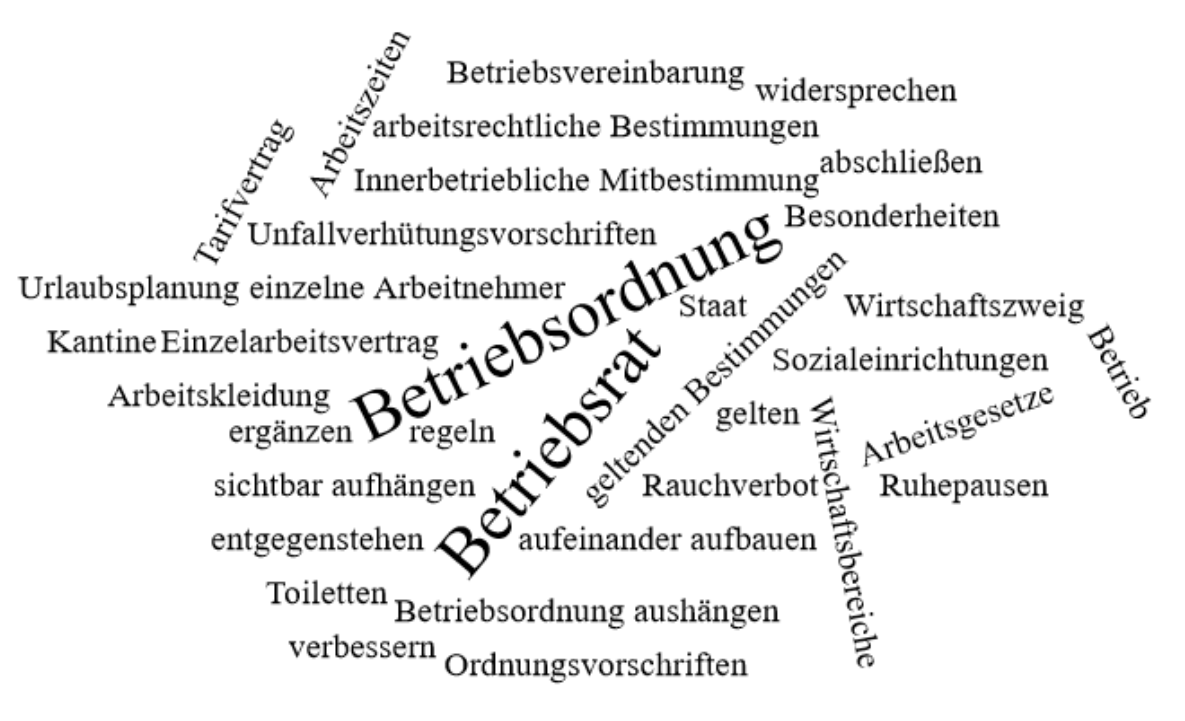 Arbeitszeiten
Betriebsvereinbarung
widersprechen
arbeitsrechtliche Bestimmungen
Tarifvertrag
abschließen
Innerbetriebliche Mitbestimmung
Besonderheiten
Unfallverhütungsvorschriften
Betriebsordnung
Urlaubsplanung einzelne Arbeitnehmer
Staat
geltenden Bestimmungen
Wirtschaftszweig
Kantine Einzelarbeitsvertrag
Betriebsrat
Sozialeinrichtungen
Betrieb
Arbeitskleidung
gelten
Wirtschaftsbereiche
Arbeitsgesetze
ergänzen
regeln
sichtbar aufhängen
Rauchverbot
Ruhepausen
entgegenstehen
aufeinander aufbauen
Toiletten
Betriebsordnung aushängen
verbessern
Ordnungsvorschriften